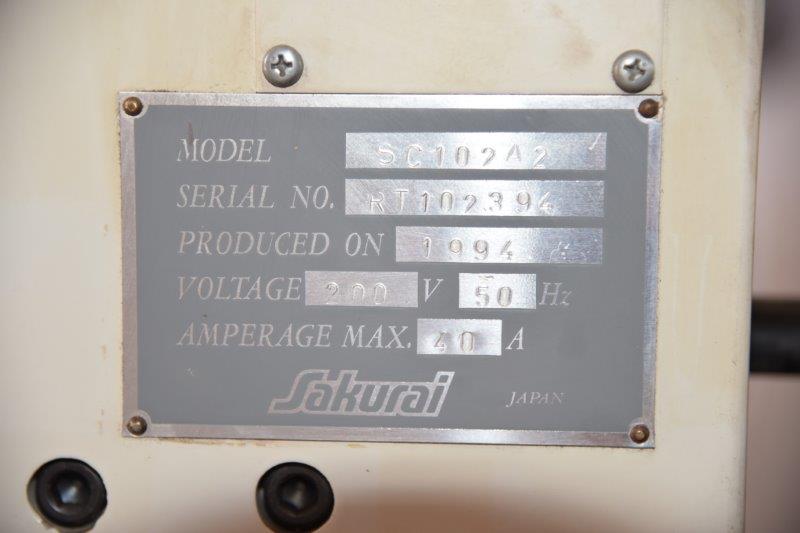 MODEL SC102A2
SERIAL NO. RT102394
PRODUCED ON 1994
VOLTAGE 200 V 50 Hz
AMPERAGE MAX. 40 A
Sakurai JAPAN